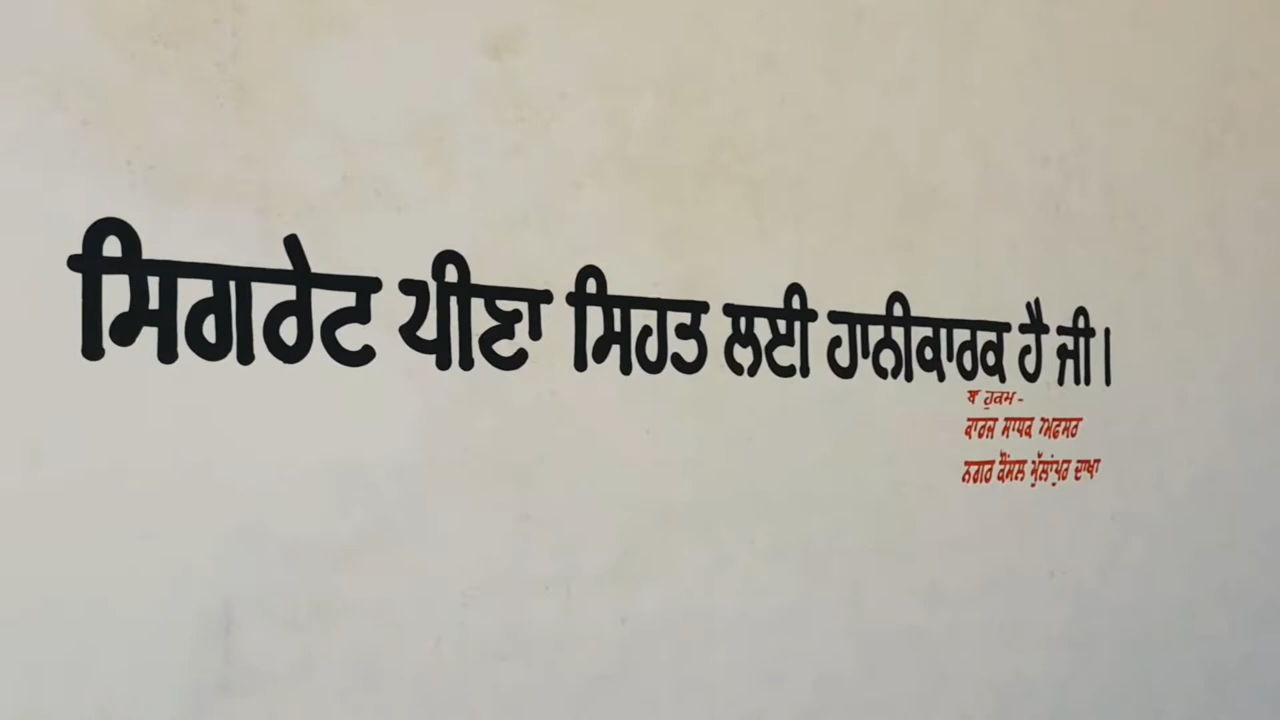 ਸਿਗਰੇਟ ਪੀਣਾ ਸਿਹਤ ਲਈ ਹਾਨੀਕਾਰਕ ਹੈ ਜੀ।
ਬਾ ਹੁਕਮ -
ਕਾਰਜ ਸਾਧਕ ਅਫਸਰ
ਨਗਰ ਕੌਂਸਲ ਮੁੱਲਾਂਪੁਰ ਦਾਖਾ